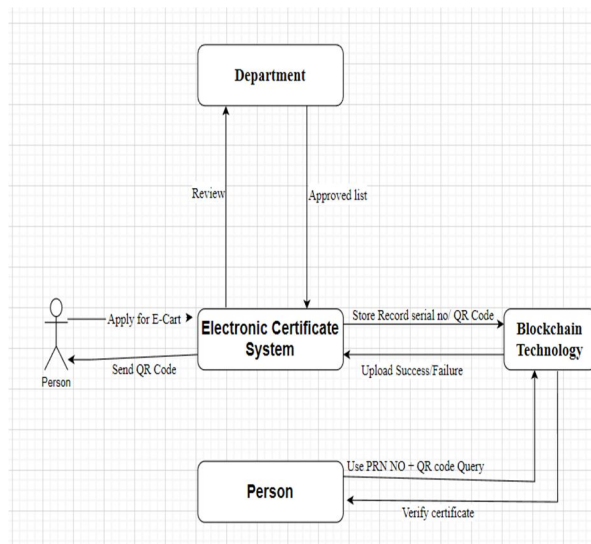 Department
Review
Approved list
Apply for E-Cart
Electronic Certificate
System
Store Record serial no/ QR Code
Blockchain
Technology
Person
Send QR Code
Upload Success/Failure
Person
Use PRN NO + QR code Query
Verify certificate